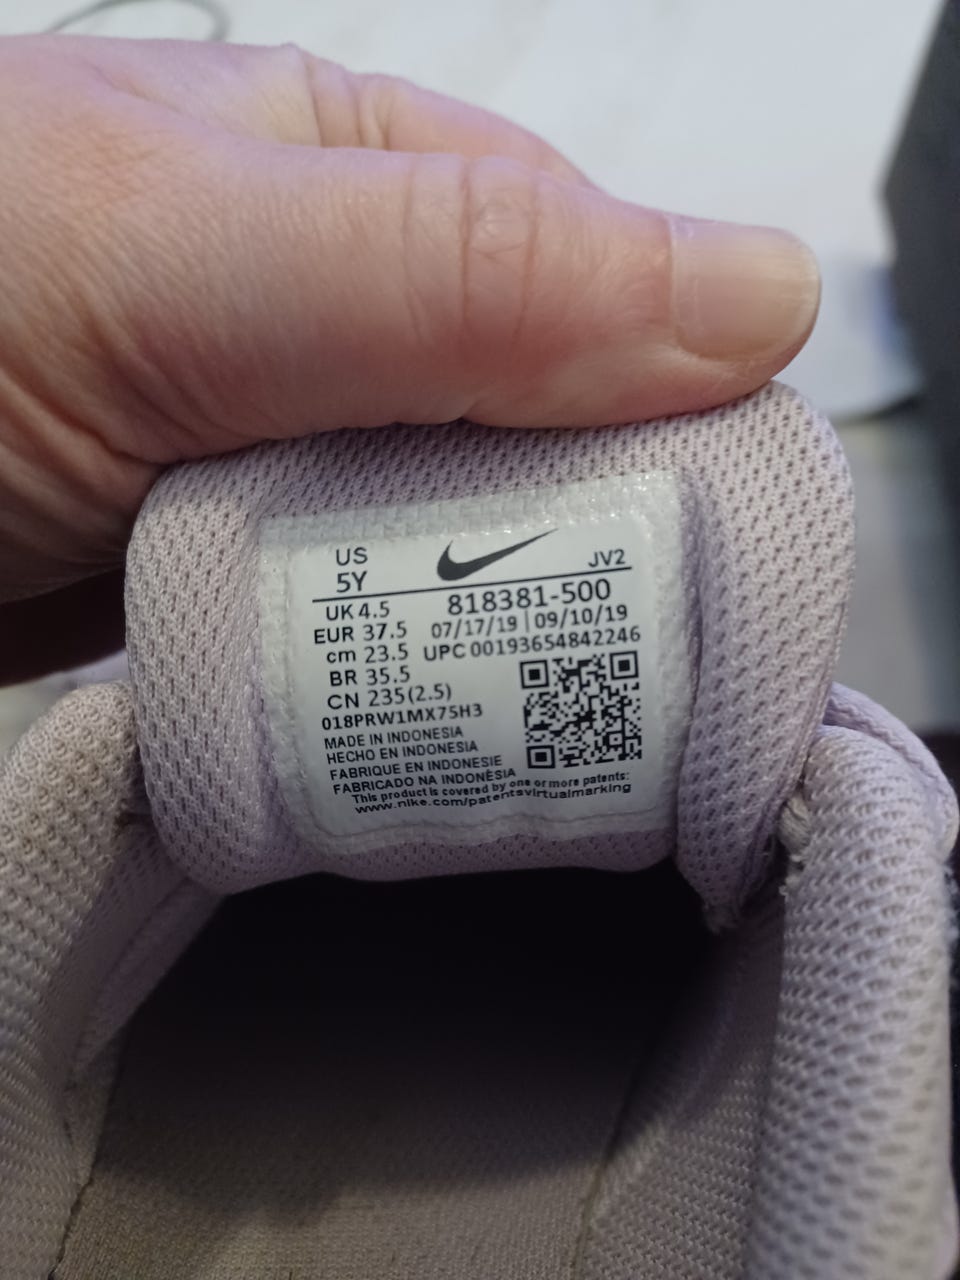 US
5Y
JV2
UK 4.5
EUR 37.5
cm 23.5
BR 35.5
CN 235(2.5)
818381-500
07/17/19 | 09/10/19
UPC 00193654842246
018PRW1MX75H3
MADE IN INDONESIA
HECHO EN INDONESIA
FABRIQUE EN INDONESIE
FABRICADO NA INDONÉSIA
This product is covered by one or more patents:
www.nike.com/patentsvirtualmarking